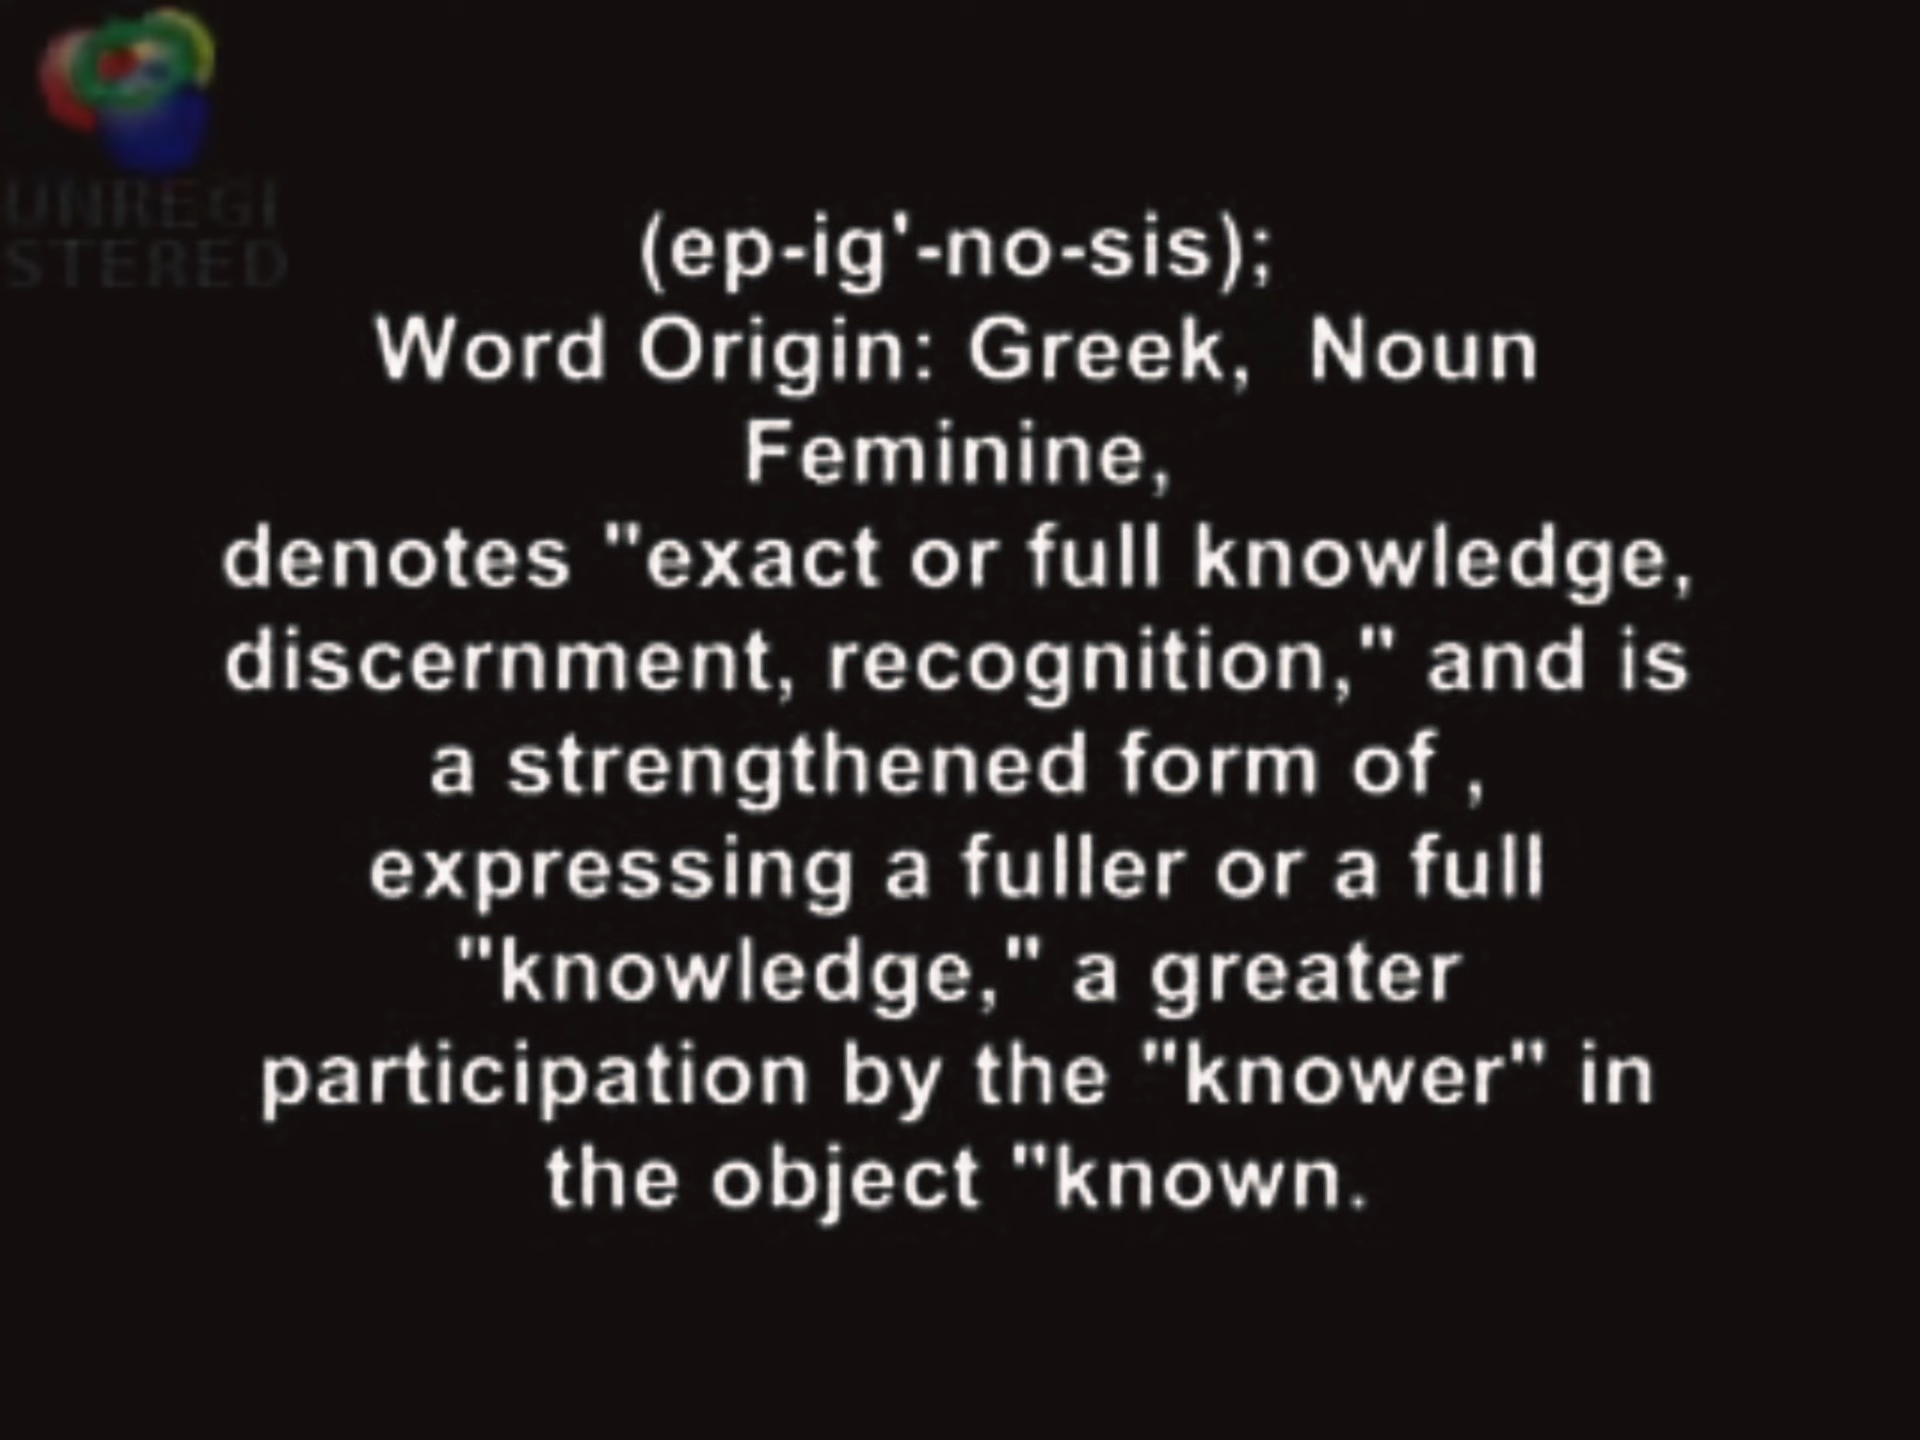 UNREGI
STERED
(ep-ig'-no-sis);
Word Origin: Greek,  Noun
Feminine,
denotes "exact or full knowledge,
discernment, recognition," and is
a strengthened form of ,
expressing a fuller or a full
"knowledge," a greater
participation by the "knower" in
the object "known.